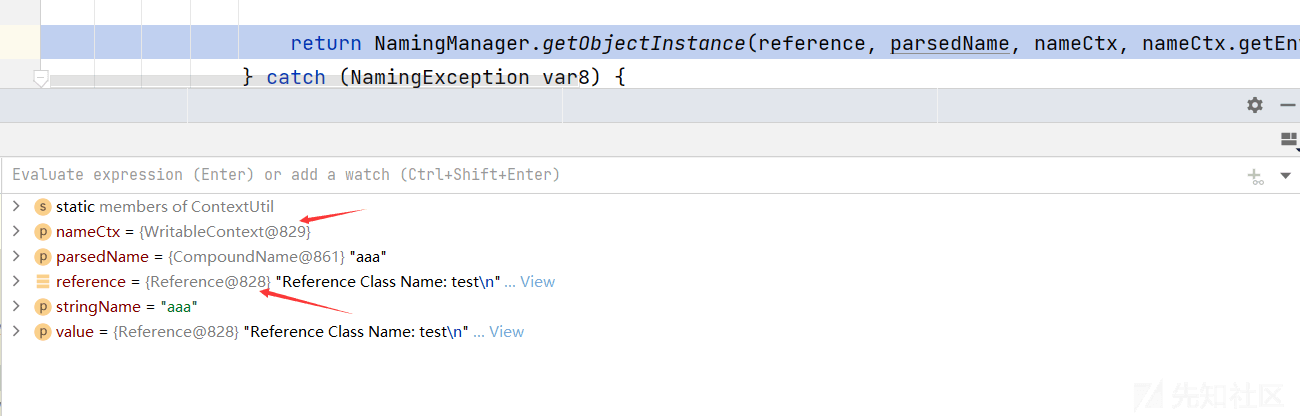 return NamingManager.getObjectInstance(reference, parsedName, nameCtx, nameCtx.getEn
} catch (NamingException var8) {
Evaluate expression (Enter) or add a watch (Ctrl+Shift+Enter)
s static members of ContextUtil
p nameCtx = {WritableContext@829}
p parsedName = {CompoundName@861} "aaa"
reference = {Reference@828} "Reference Class Name: test\n" ... View
p stringName = "aaa"
p value = {Reference@828} "Reference Class Name: test\n" ... View
先知社区